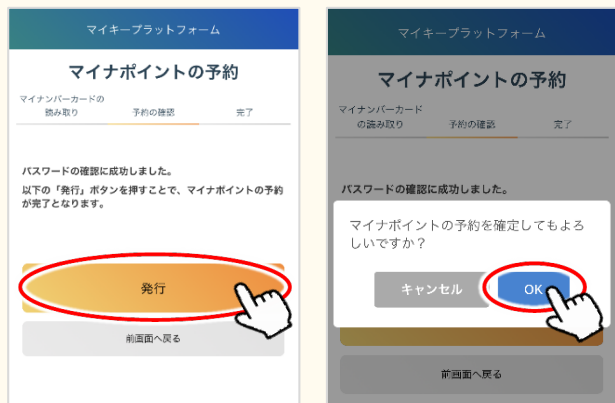 マイキープラットフォーム
マイナポイントの予約
マイナンバーカードの
読み取り
予約の確認
完了
パスワードの確認に成功しました。
以下の「発行」ボタンを押すことで、マイナポイントの予約
が完了となります。
発行
前画面へ戻る
マイキープラットフォーム
マイナポイントの予約
マイナンバーカード
の読み取り
予約の確認
完了
パスワードの確認に成功しました。
マイナポイントの予約を確定してもよろ
しいですか？
キャンセル
OK
前画面へ戻る